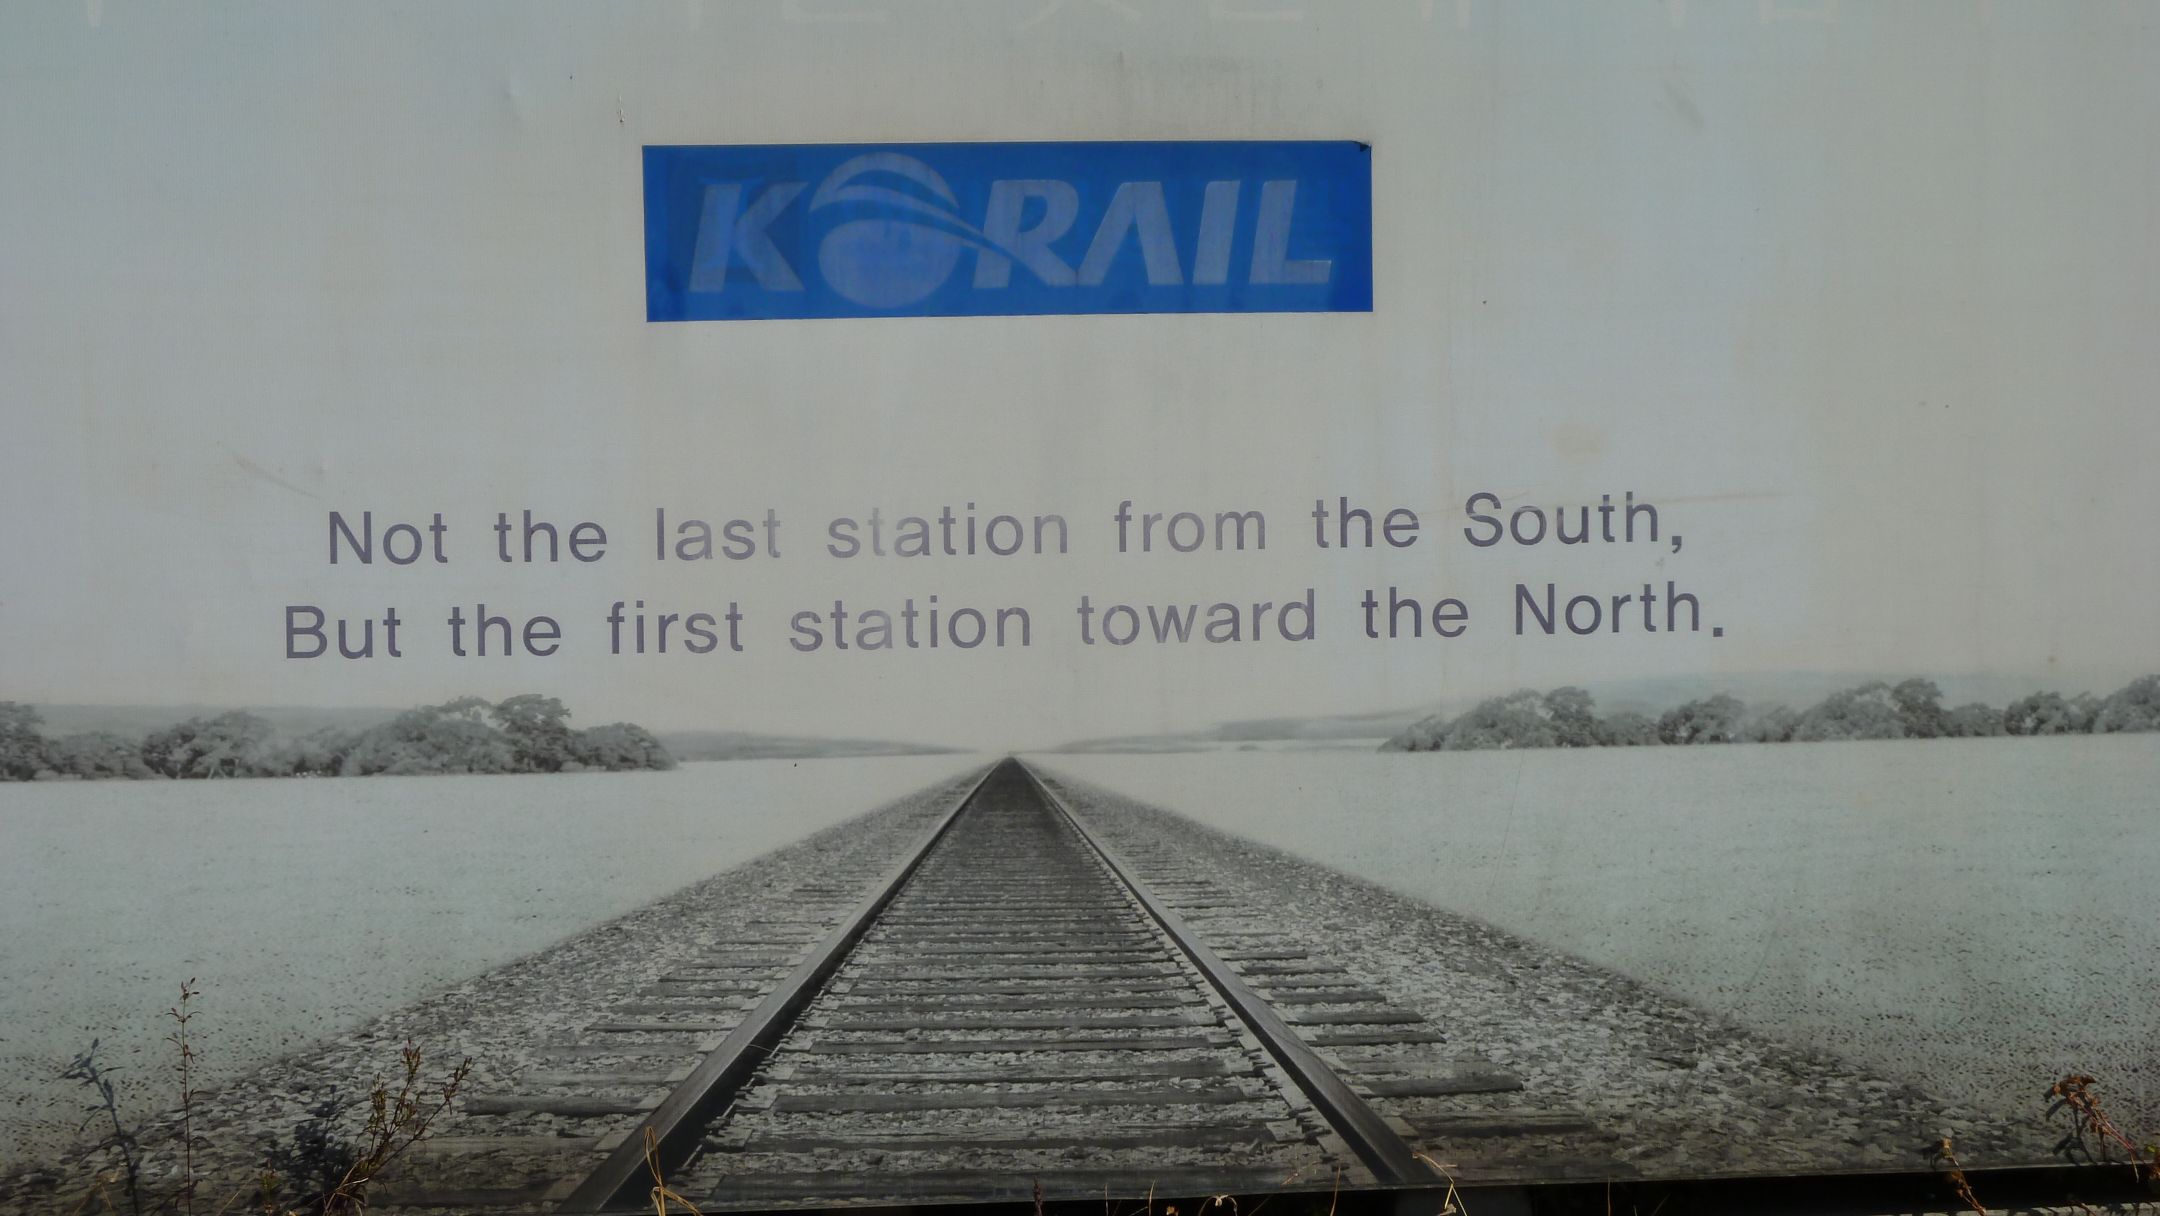 KORAIL
Not the last station from the South,
But the first station toward the North.